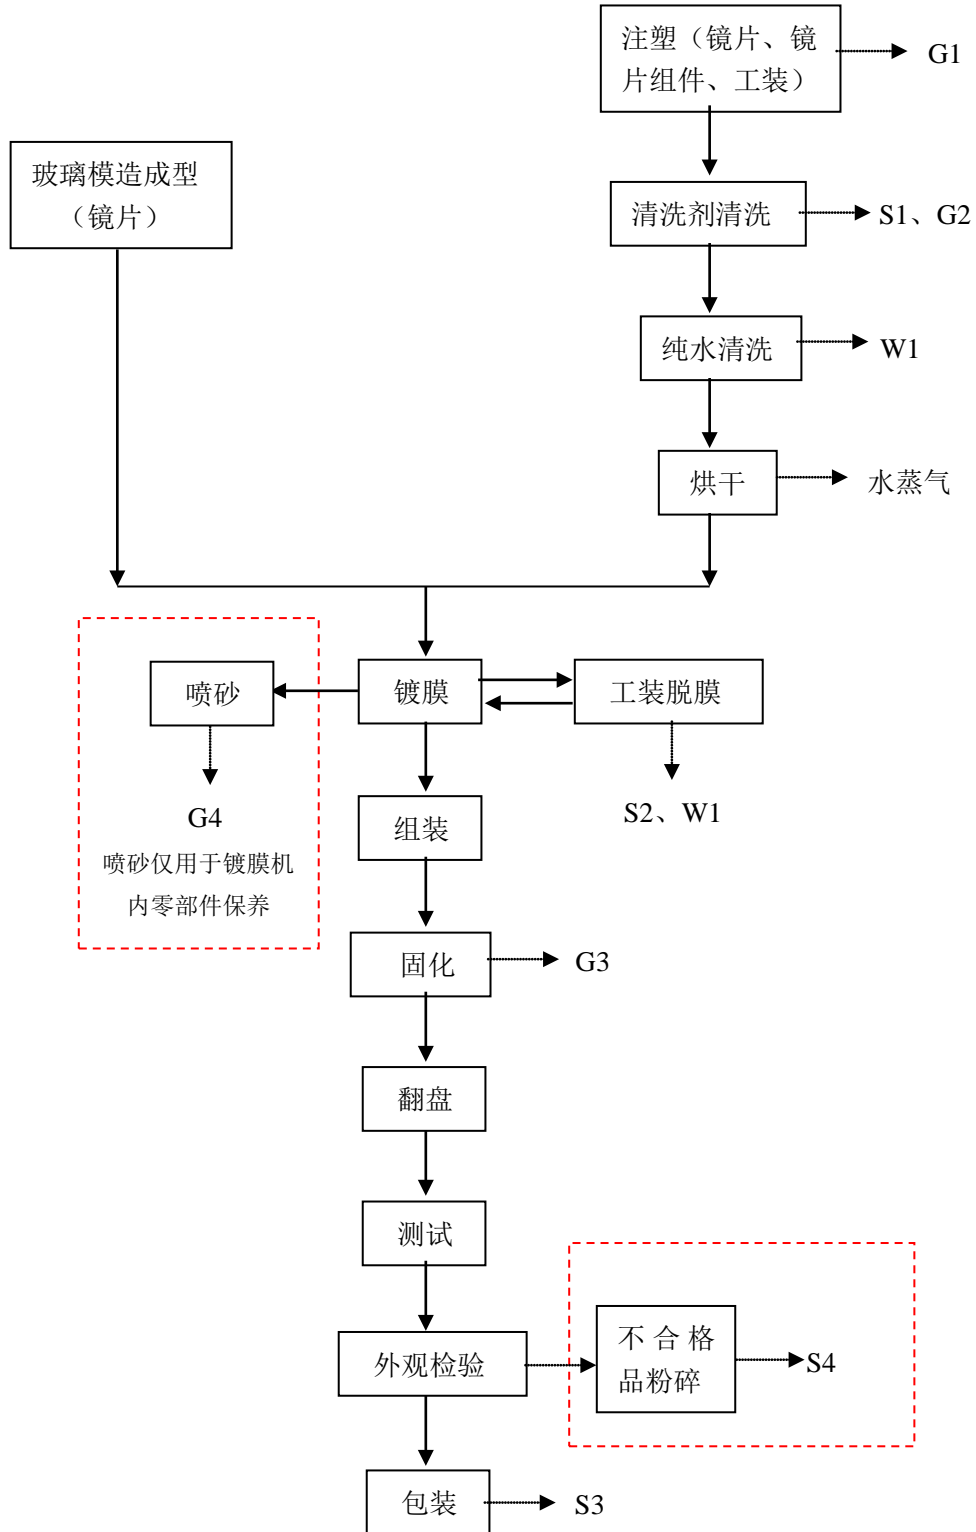 注塑（镜片、镜
片组件、工装）
G1
玻璃模造成型
（镜片）
清洗剂清洗
S1、G2
纯水清洗
W1
烘干
水蒸气
喷砂
镀膜
工装脱膜
G4
S2、W1
喷砂仅用于镀膜机
内零部件保养
组装
固化
G3
翻盘
测试
外观检验
不合格
品粉碎
S4
包装
S3